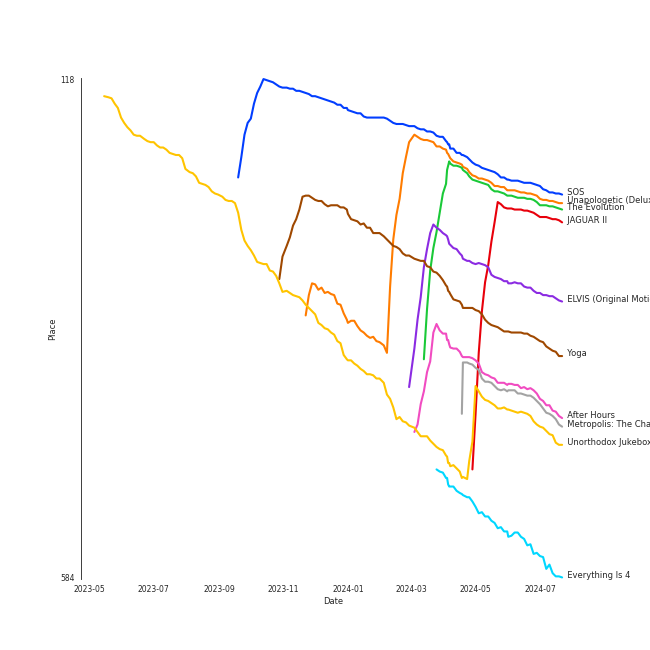 118
SOS
Unapologetic (Delu
The Evolution
JAGUAR II
ELVIS (Original Moti
Place
Yoga
After Hours
Metropolis: The Cha
Unorthodox Jukebox
Everything Is 4
584
2023-05 2023-07 2023-09 2023-11 2024-01 2024-03 2024-05 2024-07
Date